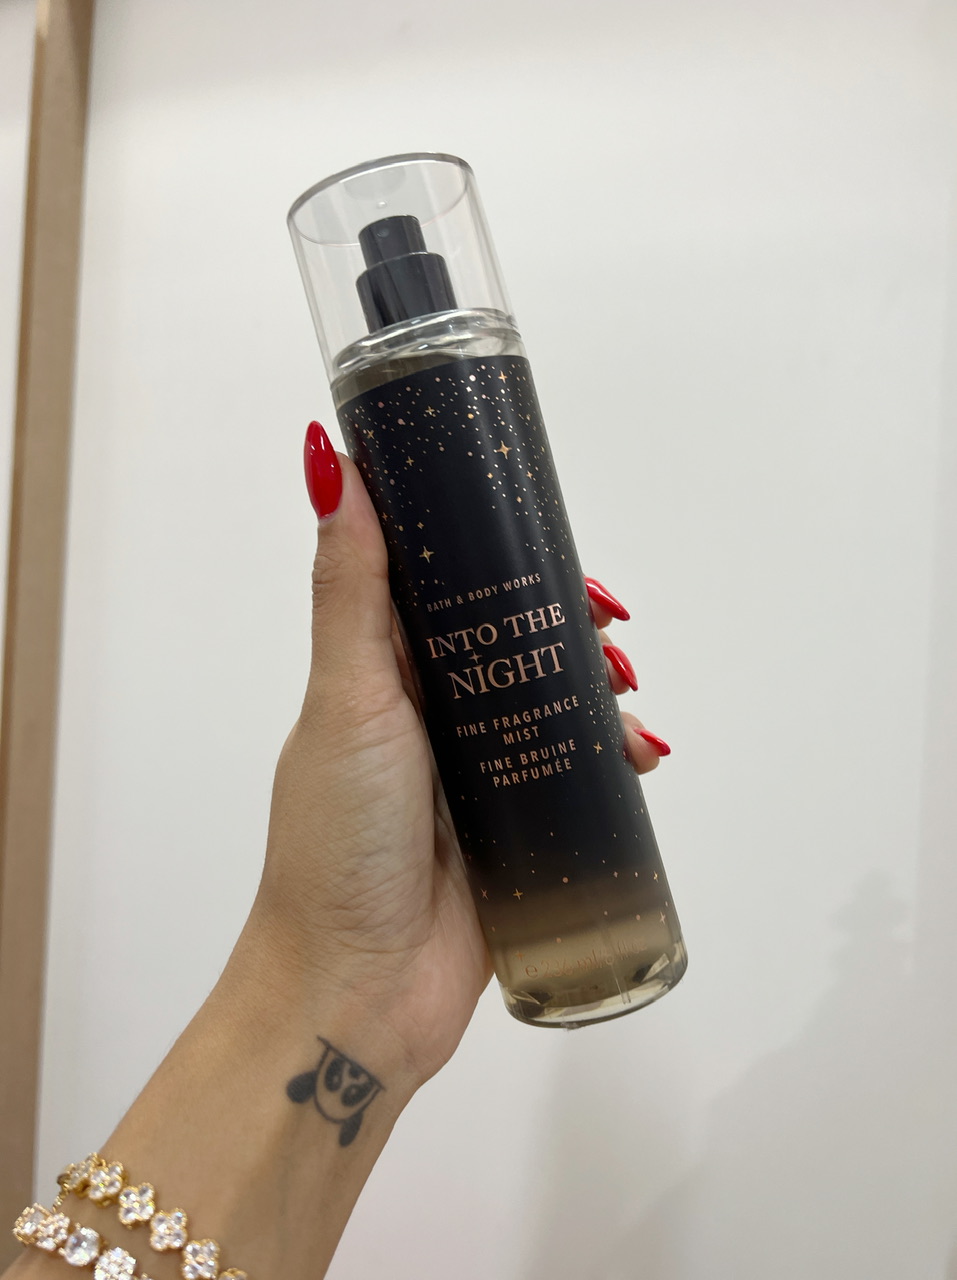 BATH & BODY WORKS
INTO THE
NIGHT
FINE FRAGRANCE
MIST
FINE BRUINE
PARFUMÉE